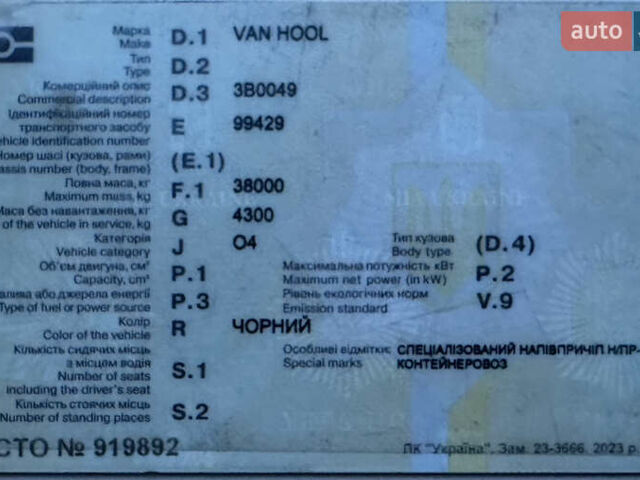 auto
Марка D.1 VAN HOOL
Make
Тип D.2
Type
Комерційний опис D.3 3B0049
Commercial description
Ідентифікаційний номер
транспортного засобу E 99429
ehicle identification number
Номер шасі (кузова, рами) (E.1)
assis number (body, frame)
Повна маса, кг F.1 38000
Maximum mass, kg
Маса без навантаження, кг G 4300
of the vehicle in service, kg
Категорія J O4 Тип кузова (D.4)
Vehicle category Body type
Об'єм двигуна, см³ P.1 Максимальна потужність кВт P.2
Capacity, cm³ Maximum net power (in kW)
алива або джерела енергії P.3 Рівень екологічних норм V.9
Type of fuel or power source Emission standard
Колір R ЧОРНИЙ
Color of the vehicle
Кількість сидячих місць Особливі відмітки: СПЕЦІАЛІЗОВАНИЙ НАПІВПРИЧІП Н/ПР-
з місцем водія S.1 Special marks КОНТЕЙНЕРОВОЗ
Number of seats
including the driver's seat
Кількість стоячих місць S.2
Number of standing places
СТО № 919892 ПК "Україна". Зам. 23-3666. 2023 р.